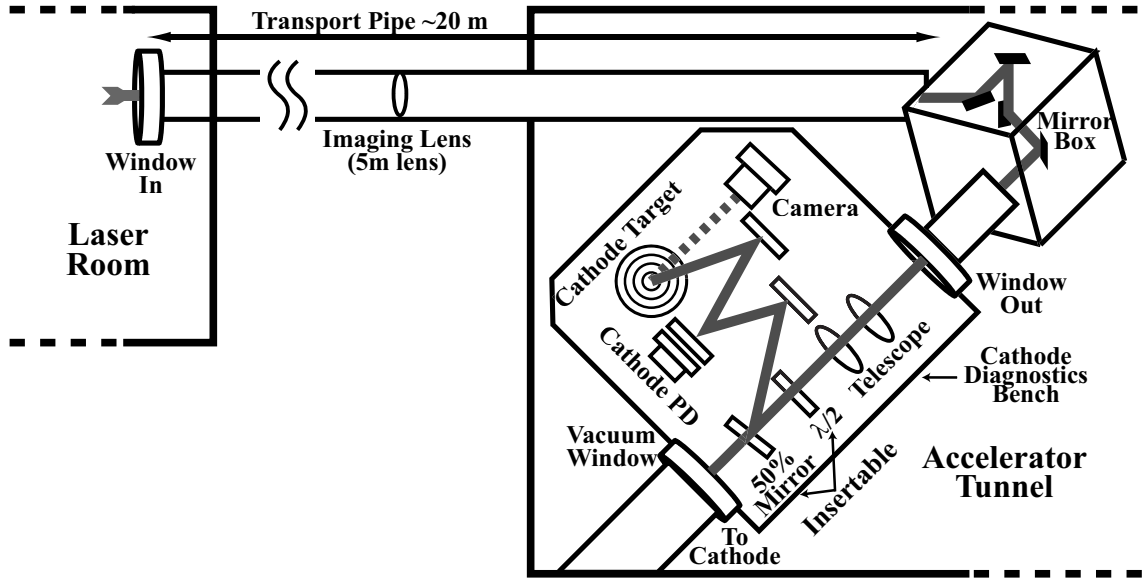 Transport Pipe ~20 m
Window
In
Imaging Lens
(5m lens)
Mirror
Box
Laser
Room
Cathode Target
Camera
Window
Out
Cathode PD
Telescope
Cathode
Diagnostics
Bench
λ/2
Vacuum
Window
50%
Mirror
Insertable
Accelerator
Tunnel
To
Cathode